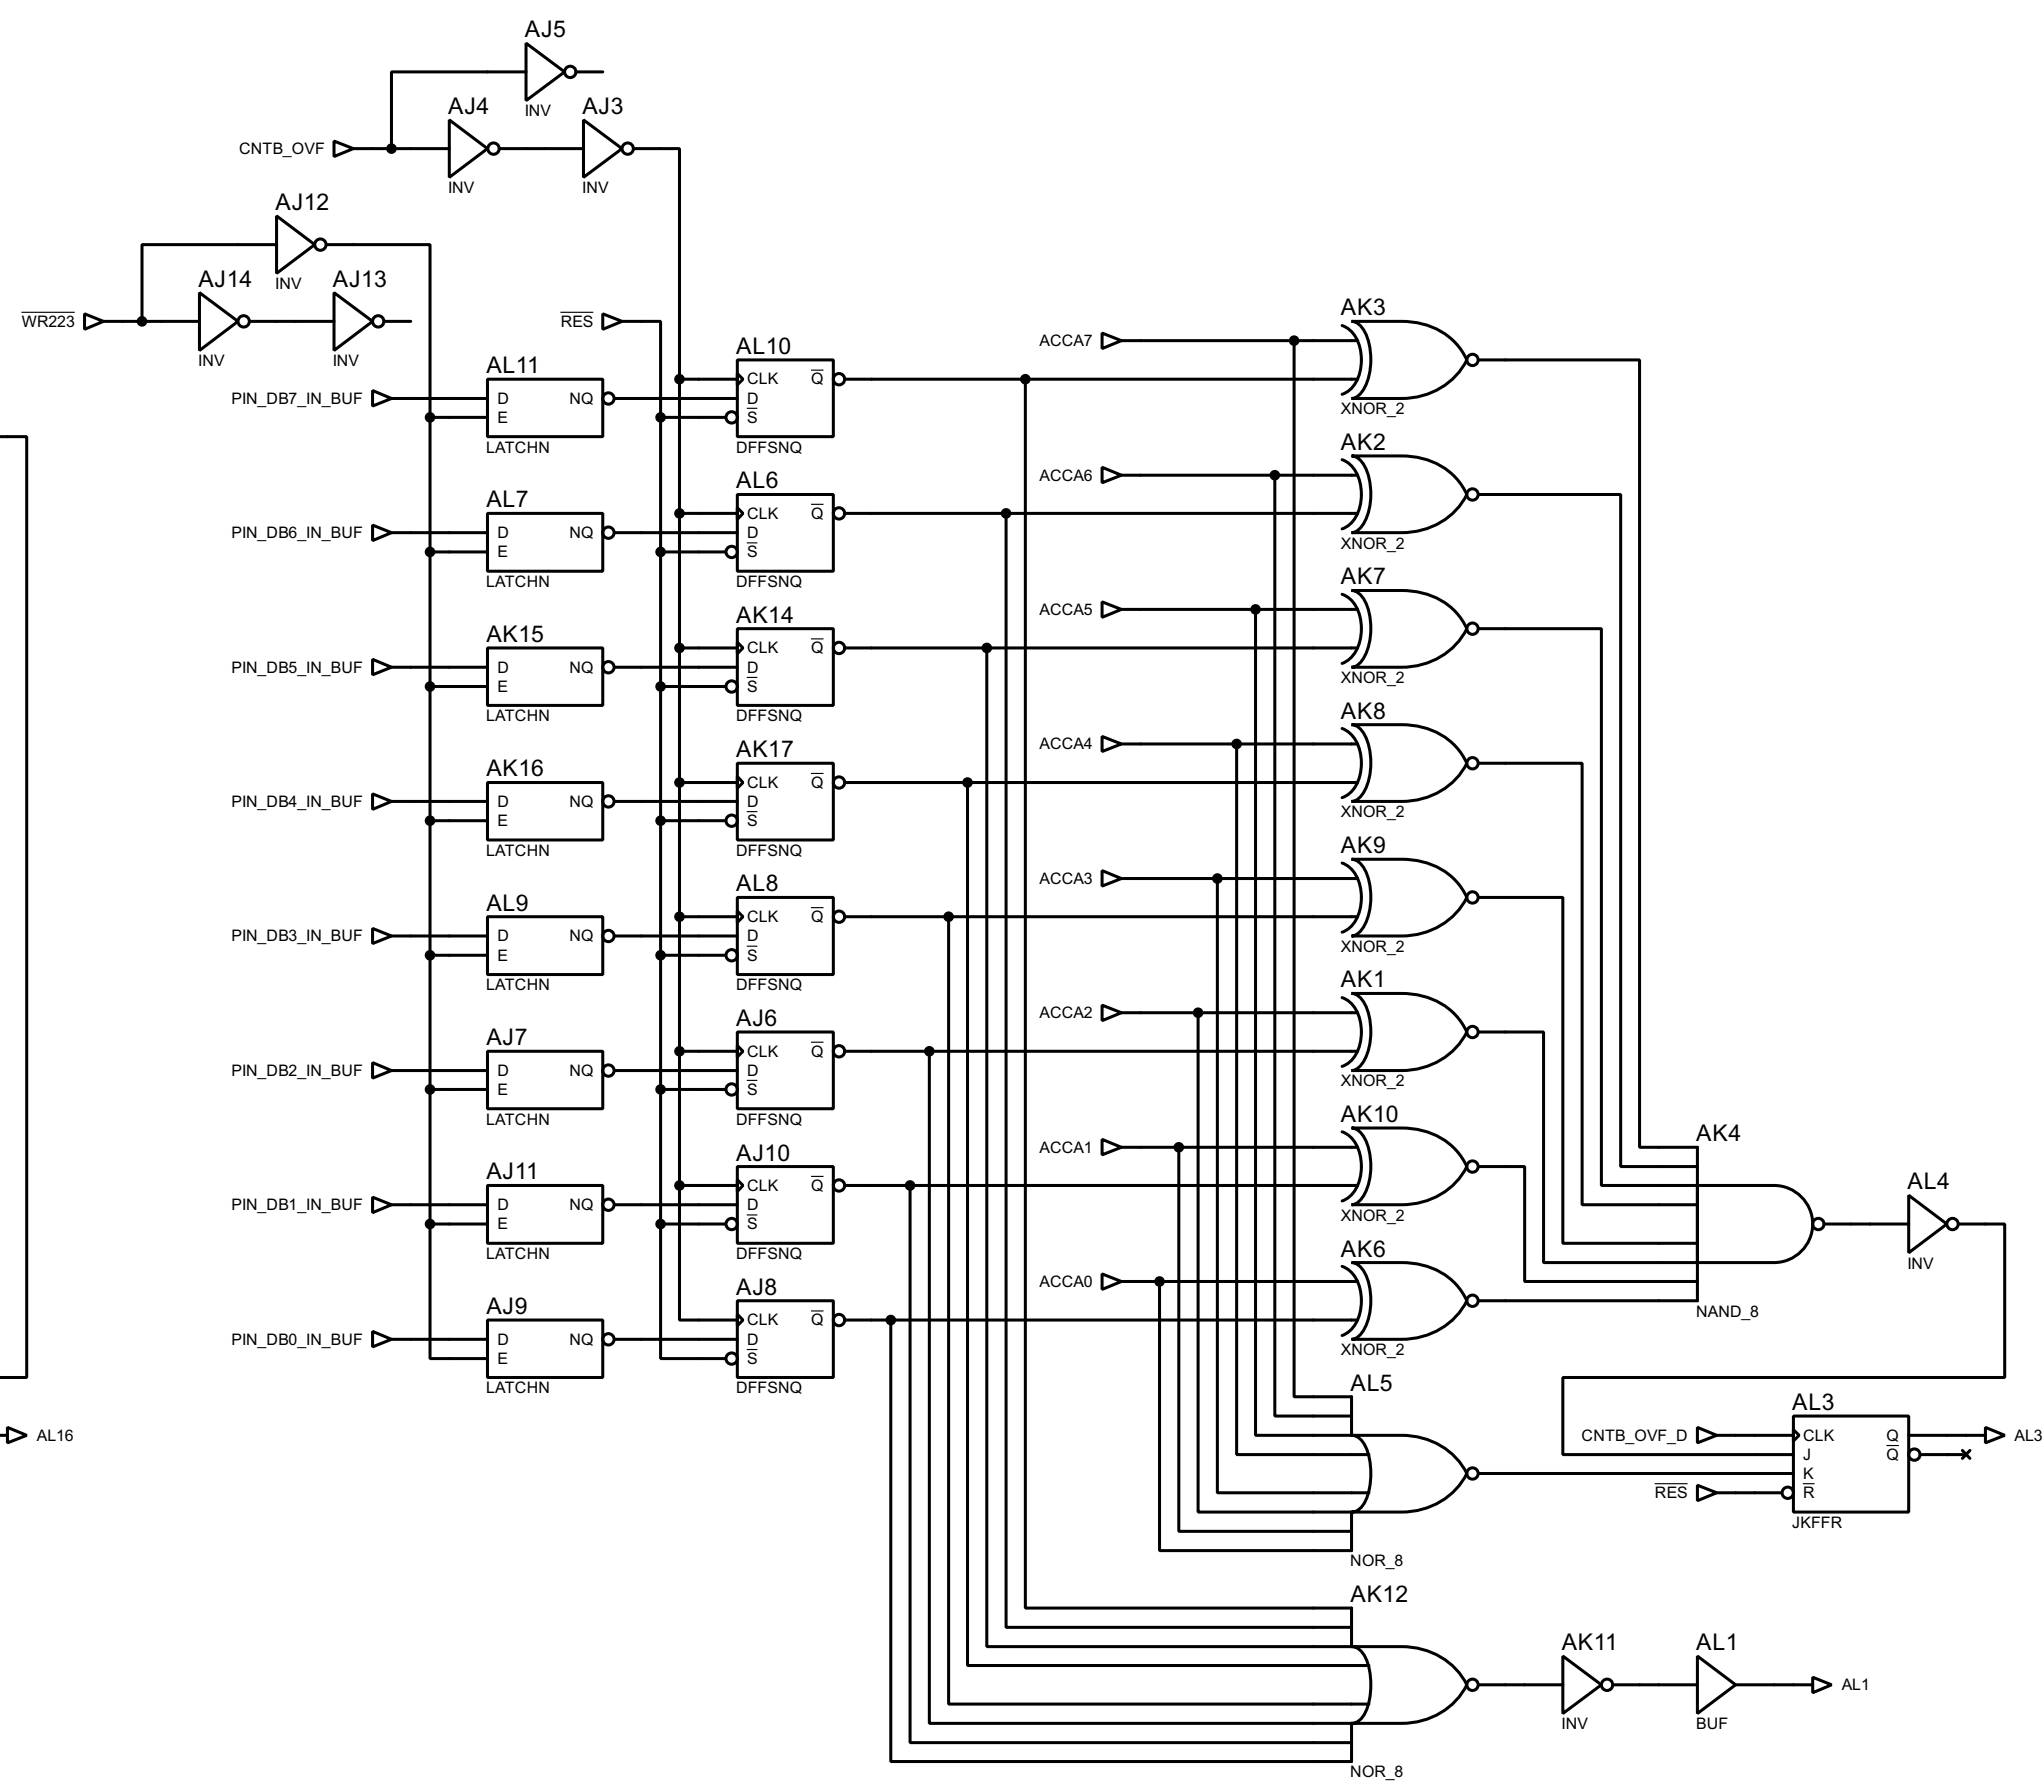 AJ5
INV
AJ4
AJ3
CNTB_OVF
INV
INV
AJ12
INV
AJ14
AJ13
WR223
INV
INV
RES
AL11
PIN_DB7_IN_BUF
D
NQ
E
LATCHN
AL10
CLK
Q
D
S
DFFSNQ
ACCA7
AK3
XNOR_2
AL7
PIN_DB6_IN_BUF
D
NQ
E
LATCHN
AL6
CLK
Q
D
S
DFFSNQ
ACCA6
AK2
XNOR_2
AK15
PIN_DB5_IN_BUF
D
NQ
E
LATCHN
AK14
CLK
Q
D
S
DFFSNQ
ACCA5
AK7
XNOR_2
AK16
PIN_DB4_IN_BUF
D
NQ
E
LATCHN
AK17
CLK
Q
D
S
DFFSNQ
ACCA4
AK8
XNOR_2
AL9
PIN_DB3_IN_BUF
D
NQ
E
LATCHN
AL8
CLK
Q
D
S
DFFSNQ
ACCA3
AK9
XNOR_2
AJ7
PIN_DB2_IN_BUF
D
NQ
E
LATCHN
AJ6
CLK
Q
D
S
DFFSNQ
ACCA2
AK1
XNOR_2
AJ11
PIN_DB1_IN_BUF
D
NQ
E
LATCHN
AJ10
CLK
Q
D
S
DFFSNQ
ACCA1
AK10
XNOR_2
AJ9
PIN_DB0_IN_BUF
D
NQ
E
LATCHN
AJ8
CLK
Q
D
S
DFFSNQ
ACCA0
AK6
XNOR_2
AK4
NAND_8
AL4
INV
AL16
AL5
NOR_8
AL3
CNTB_OVF_D
CLK
Q
J
Q
K
RES
R
JKFFR
AL3
AK12
NOR_8
AK11
INV
AL1
BUF
AL1